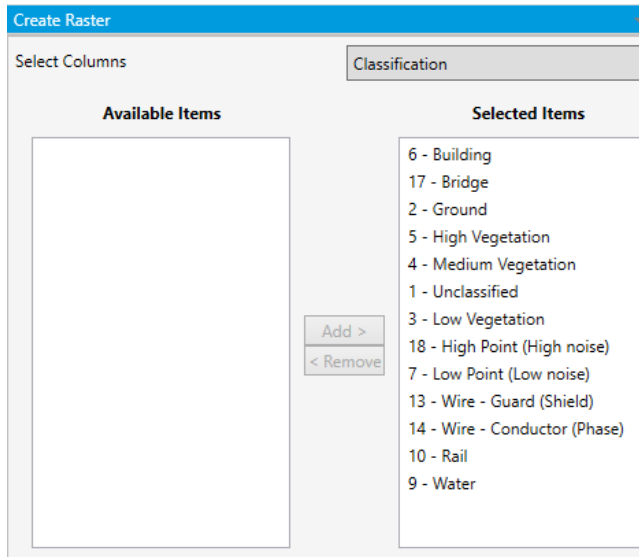 Create Raster
Select Columns
Classification
Available Items
Selected Items
6 - Building
17 - Bridge
2 - Ground
5 - High Vegetation
4 - Medium Vegetation
1 - Unclassified
3 - Low Vegetation
18 - High Point (High noise)
7 - Low Point (Low noise)
13 - Wire - Guard (Shield)
14 - Wire - Conductor (Phase)
10 - Rail
9 - Water
Add >
< Remove